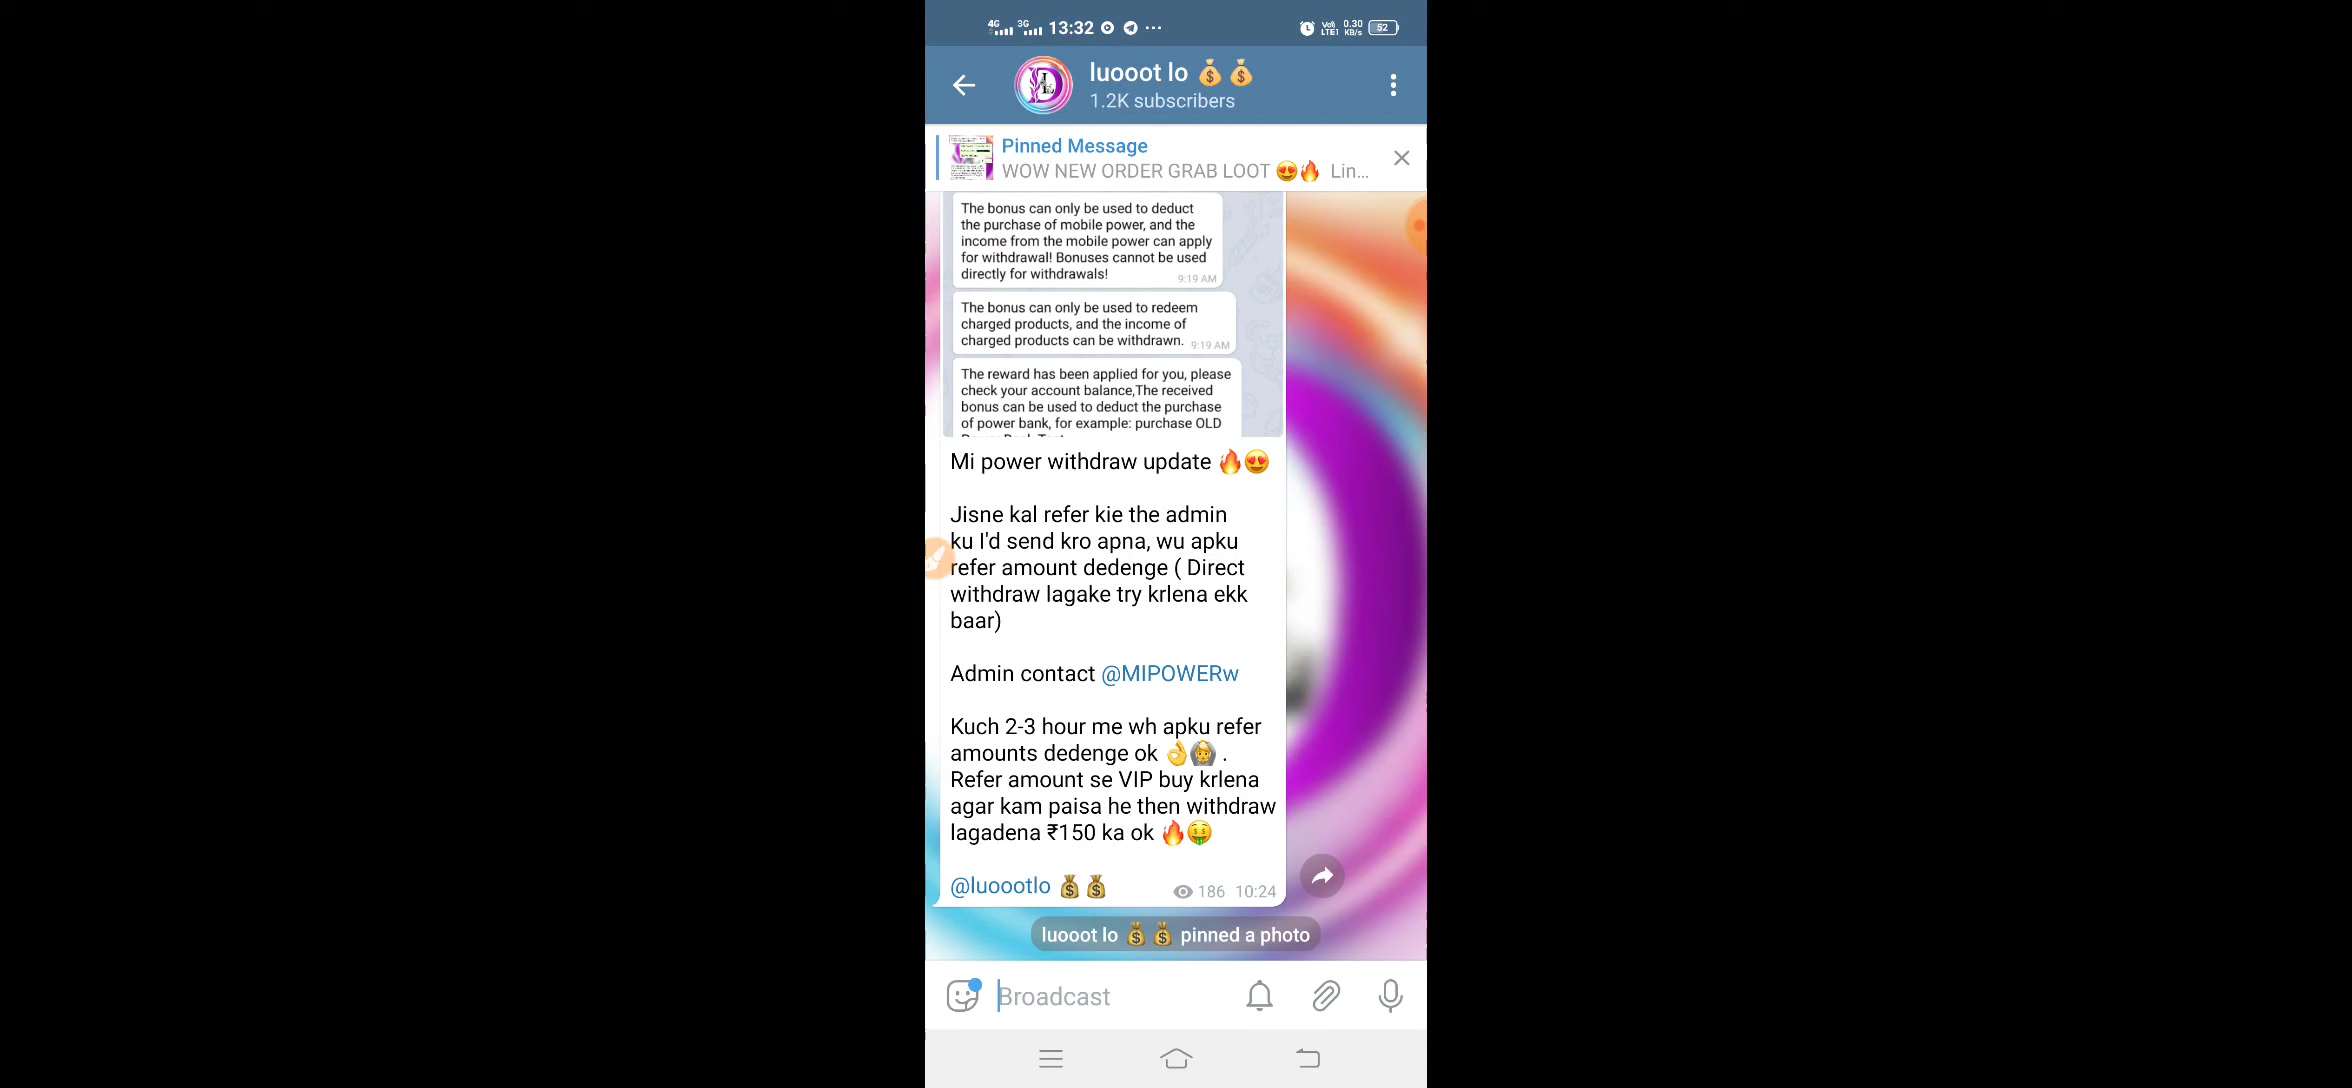 4G 3G 13:32 ...
Vo)) LTE1 0.30 KB/s 52
luooot lo 💰💰
1.2K subscribers
Pinned Message
WOW NEW ORDER GRAB LOOT 😍🔥 Lin...
The bonus can only be used to deduct
the purchase of mobile power, and the
income from the mobile power can apply
for withdrawal! Bonuses cannot be used
directly for withdrawals! 9:19 AM
The bonus can only be used to redeem
charged products, and the income of
charged products can be withdrawn. 9:19 AM
The reward has been applied for you, please
check your account balance,The received
bonus can be used to deduct the purchase
of power bank, for example: purchase OLD
Mi power withdraw update 🔥😍
Jisne kal refer kie the admin
ku I'd send kro apna, wu apku
refer amount dedenge ( Direct
withdraw lagake try krlena ekk
baar)
Admin contact @MIPOWERw
Kuch 2-3 hour me wh apku refer
amounts dedenge ok 👌🙆 .
Refer amount se VIP buy krlena
agar kam paisa he then withdraw
lagadena ₹150 ka ok 🔥🤑
@luoootlo 💰💰 186 10:24
luooot lo 💰💰 pinned a photo
Broadcast